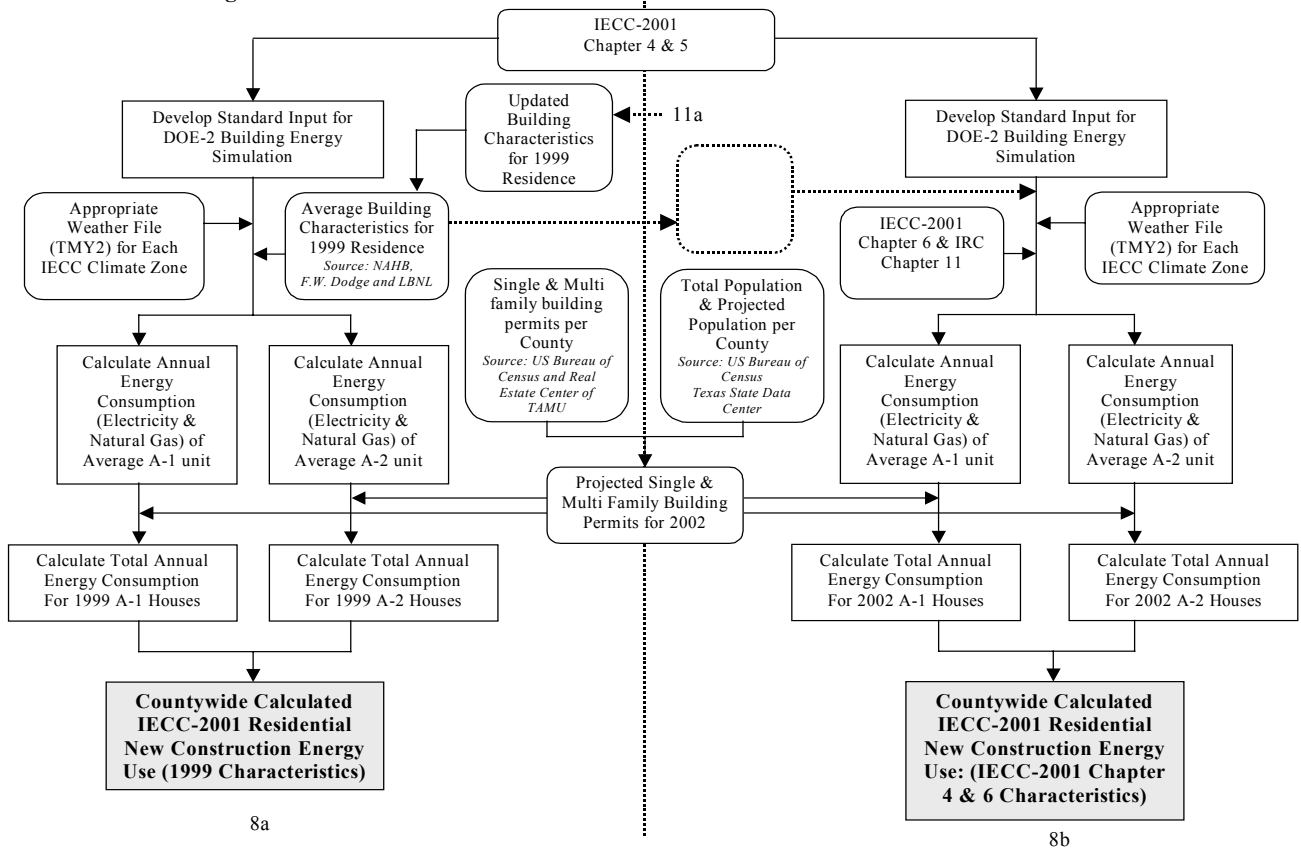 IECC-2001
Chapter 4 & 5
Develop Standard Input for
DOE-2 Building Energy
Simulation
Updated
Building
Characteristics
for 1999
Residence
11a
Develop Standard Input for
DOE-2 Building Energy
Simulation
Appropriate
Weather File
(TMY2) for Each
IECC Climate Zone
Average Building
Characteristics for
1999 Residence
Source: NAHB,
F.W. Dodge and LBNL
IECC-2001
Chapter 6 & IRC
Chapter 11
Appropriate
Weather File
(TMY2) for Each
IECC Climate Zone
Single & Multi
family building
permits per
County
Source: US Bureau of
Census and Real
Estate Center of
TAMU
Total Population
& Projected
Population per
County
Source: US Bureau of
Census
Texas State Data
Center
Calculate Annual
Energy
Consumption
(Electricity &
Natural Gas) of
Average A-1 unit
Calculate Annual
Energy
Consumption
(Electricity &
Natural Gas) of
Average A-2 unit
Calculate Annual
Energy
Consumption
(Electricity &
Natural Gas) of
Average A-1 unit
Calculate Annual
Energy
Consumption
(Electricity &
Natural Gas) of
Average A-2 unit
Projected Single &
Multi Family Building
Permits for 2002
Calculate Total Annual
Energy Consumption
For 1999 A-1 Houses
Calculate Total Annual
Energy Consumption
For 1999 A-2 Houses
Calculate Total Annual
Energy Consumption
For 2002 A-1 Houses
Calculate Total Annual
Energy Consumption
For 2002 A-2 Houses
Countywide Calculated
IECC-2001 Residential
New Construction Energy
Use (1999 Characteristics)
Countywide Calculated
IECC-2001 Residential
New Construction Energy
Use: (IECC-2001 Chapter
4 & 6 Characteristics)
8a
8b